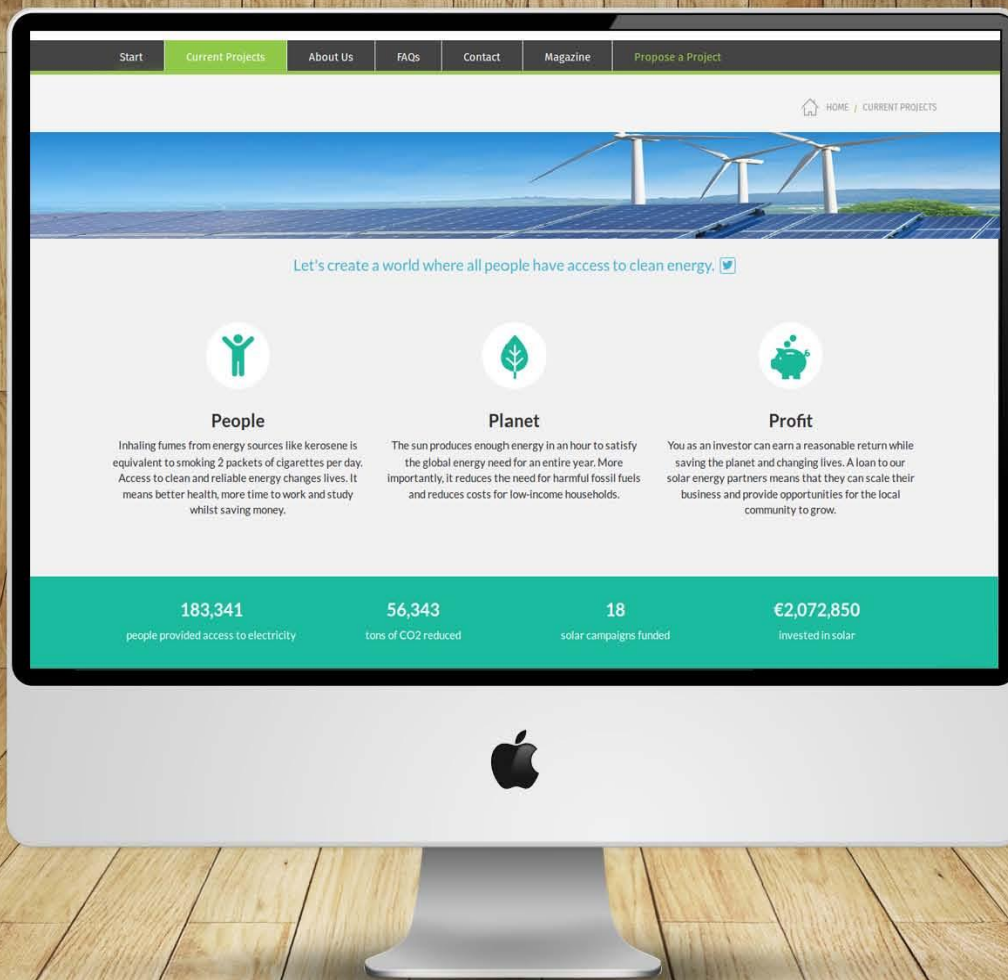 Start Current Projects About Us FAQs Contact Magazine Propose a Project
HOME / CURRENT PROJECTS
Let's create a world where all people have access to clean energy.
People
Inhaling fumes from energy sources like kerosene is
equivalent to smoking 2 packets of cigarettes per day.
Access to clean and reliable energy changes lives. It
means better health, more time to work and study
whilst saving money.
Planet
The sun produces enough energy in an hour to satisfy
the global energy need for an entire year. More
importantly, it reduces the need for harmful fossil fuels
and reduces costs for low-income households.
Profit
You as an investor can earn a reasonable return while
saving the planet and changing lives. A loan to our
solar energy partners means that they can scale their
business and provide opportunities for the local
community to grow.
183,341
people provided access to electricity
56,343
tons of CO2 reduced
18
solar campaigns funded
€2,072,850
invested in solar